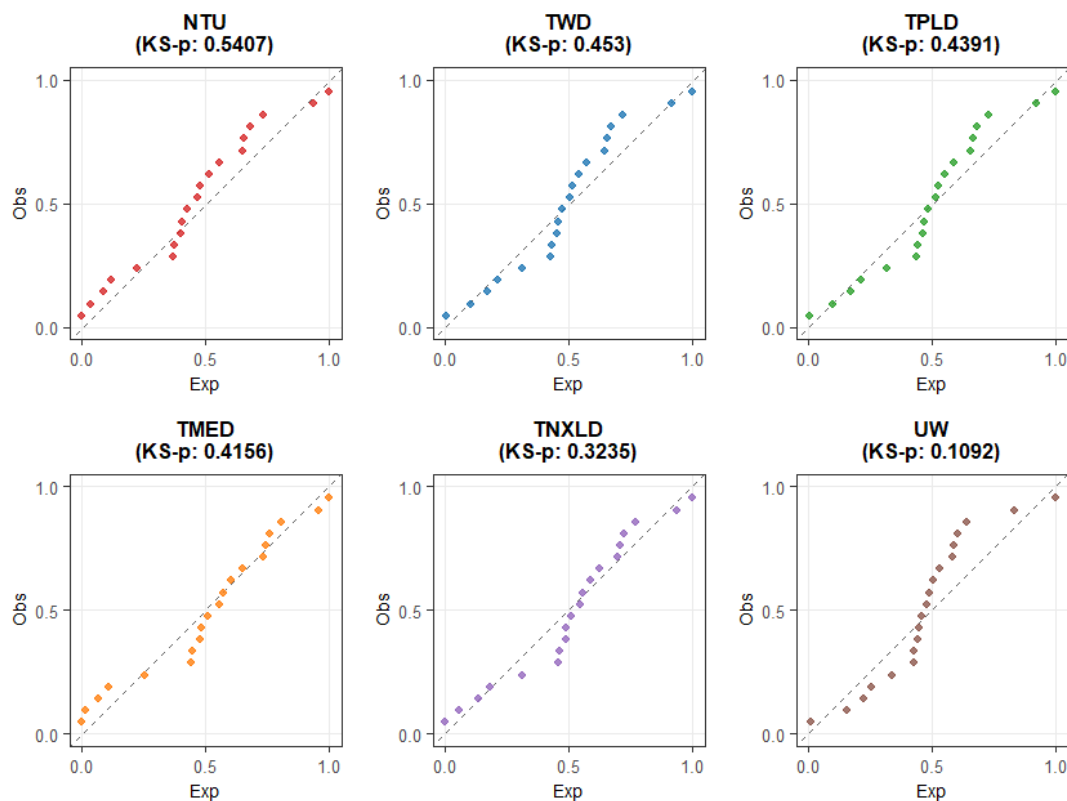 NTU
(KS-p: 0.5407)
TWD
(KS-p: 0.453)
TPLD
(KS-p: 0.4391)
1.0
0.5
0.0
Obs
0.0 0.5 1.0
Exp
1.0
0.5
0.0
Obs
0.0 0.5 1.0
Exp
1.0
0.5
0.0
Obs
0.0 0.5 1.0
Exp
TMED
(KS-p: 0.4156)
TNXLD
(KS-p: 0.3235)
UW
(KS-p: 0.1092)
1.0
0.5
0.0
Obs
0.0 0.5 1.0
Exp
1.0
0.5
0.0
Obs
0.0 0.5 1.0
Exp
1.0
0.5
0.0
Obs
0.0 0.5 1.0
Exp